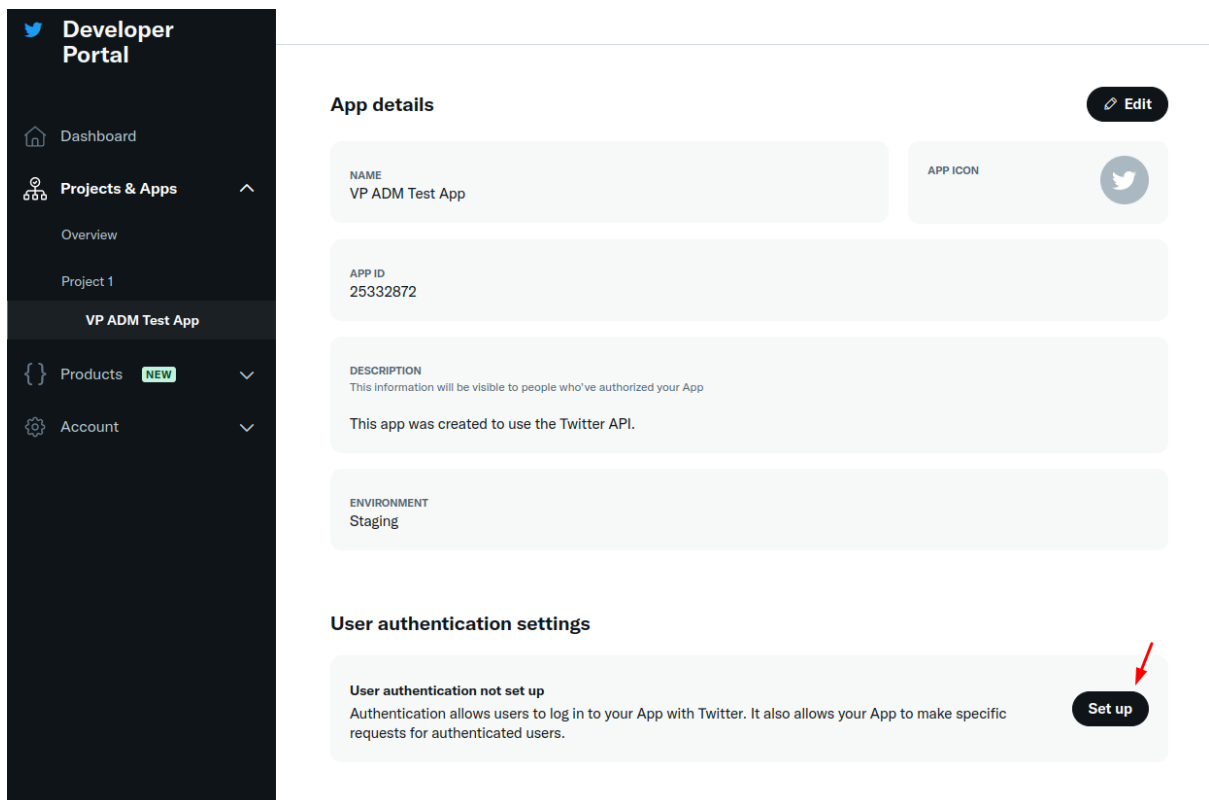 Developer
Portal
Dashboard
Projects & Apps
Overview
Project 1
VP ADM Test App
Products NEW
Account
App details
Edit
NAME
VP ADM Test App
APP ICON
APP ID
25332872
DESCRIPTION
This information will be visible to people who've authorized your App
This app was created to use the Twitter API.
ENVIRONMENT
Staging
User authentication settings
User authentication not set up
Authentication allows users to log in to your App with Twitter. It also allows your App to make specific
requests for authenticated users.
Set up